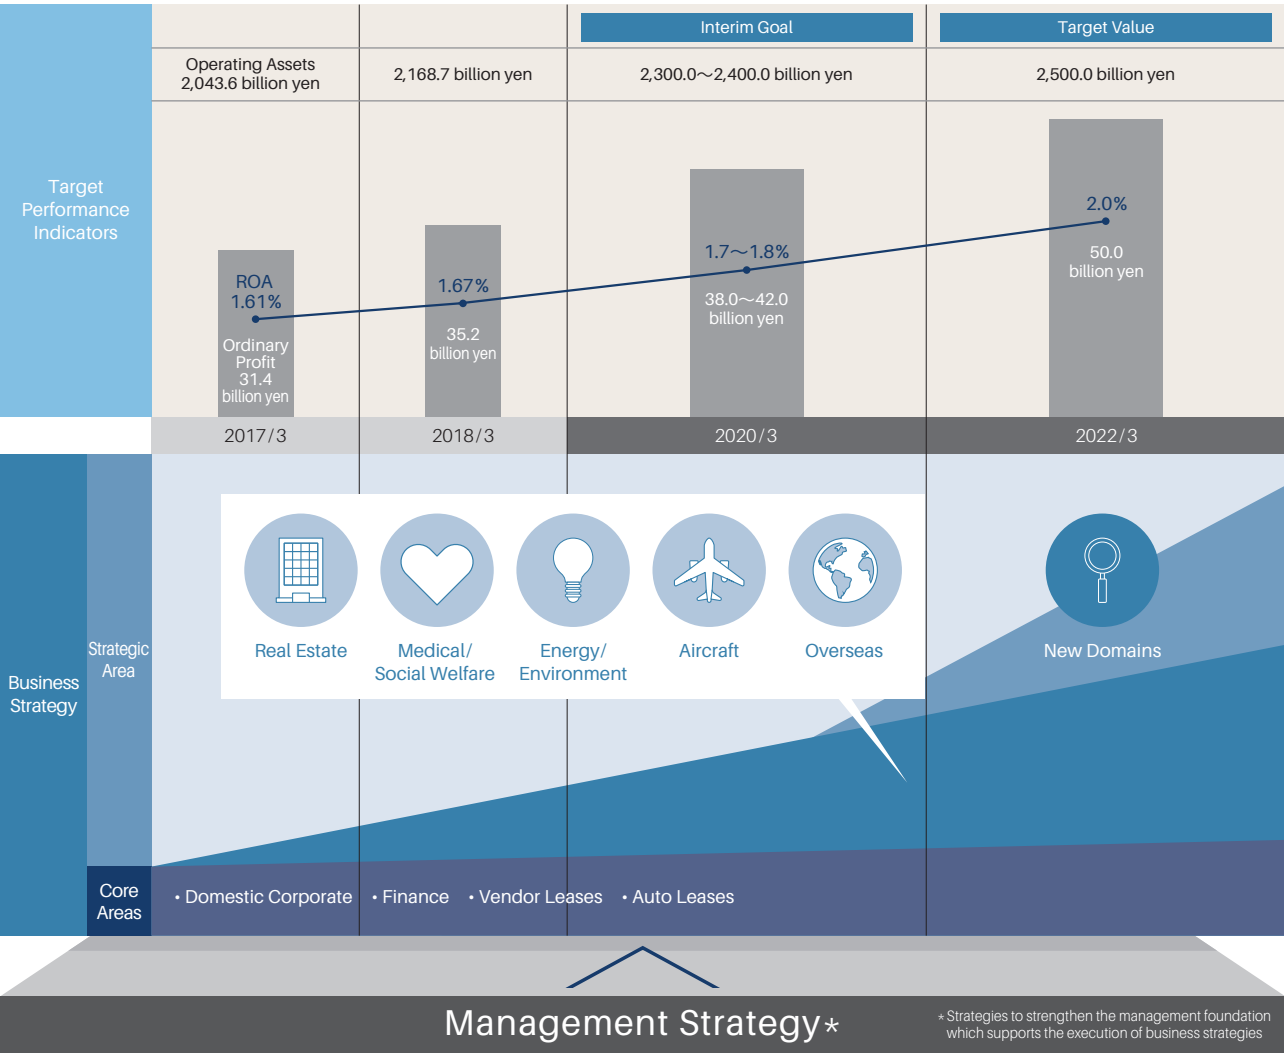 Interim Goal
Target Value
Operating Assets
2,043.6 billion yen
2,168.7 billion yen
2,300.0～2,400.0 billion yen
2,500.0 billion yen
Target
Performance
Indicators
ROA
1.61%
Ordinary
Profit
31.4
billion yen
1.67%
35.2
billion yen
1.7～1.8%
38.0～42.0
billion yen
2.0%
50.0
billion yen
2017/3
2018/3
2020/3
2022/3
Business
Strategy
Strategic
Area
Real Estate
Medical/
Social Welfare
Energy/
Environment
Aircraft
Overseas
New Domains
Core
Areas
• Domestic Corporate • Finance • Vendor Leases • Auto Leases
Management Strategy*
* Strategies to strengthen the management foundation
which supports the execution of business strategies